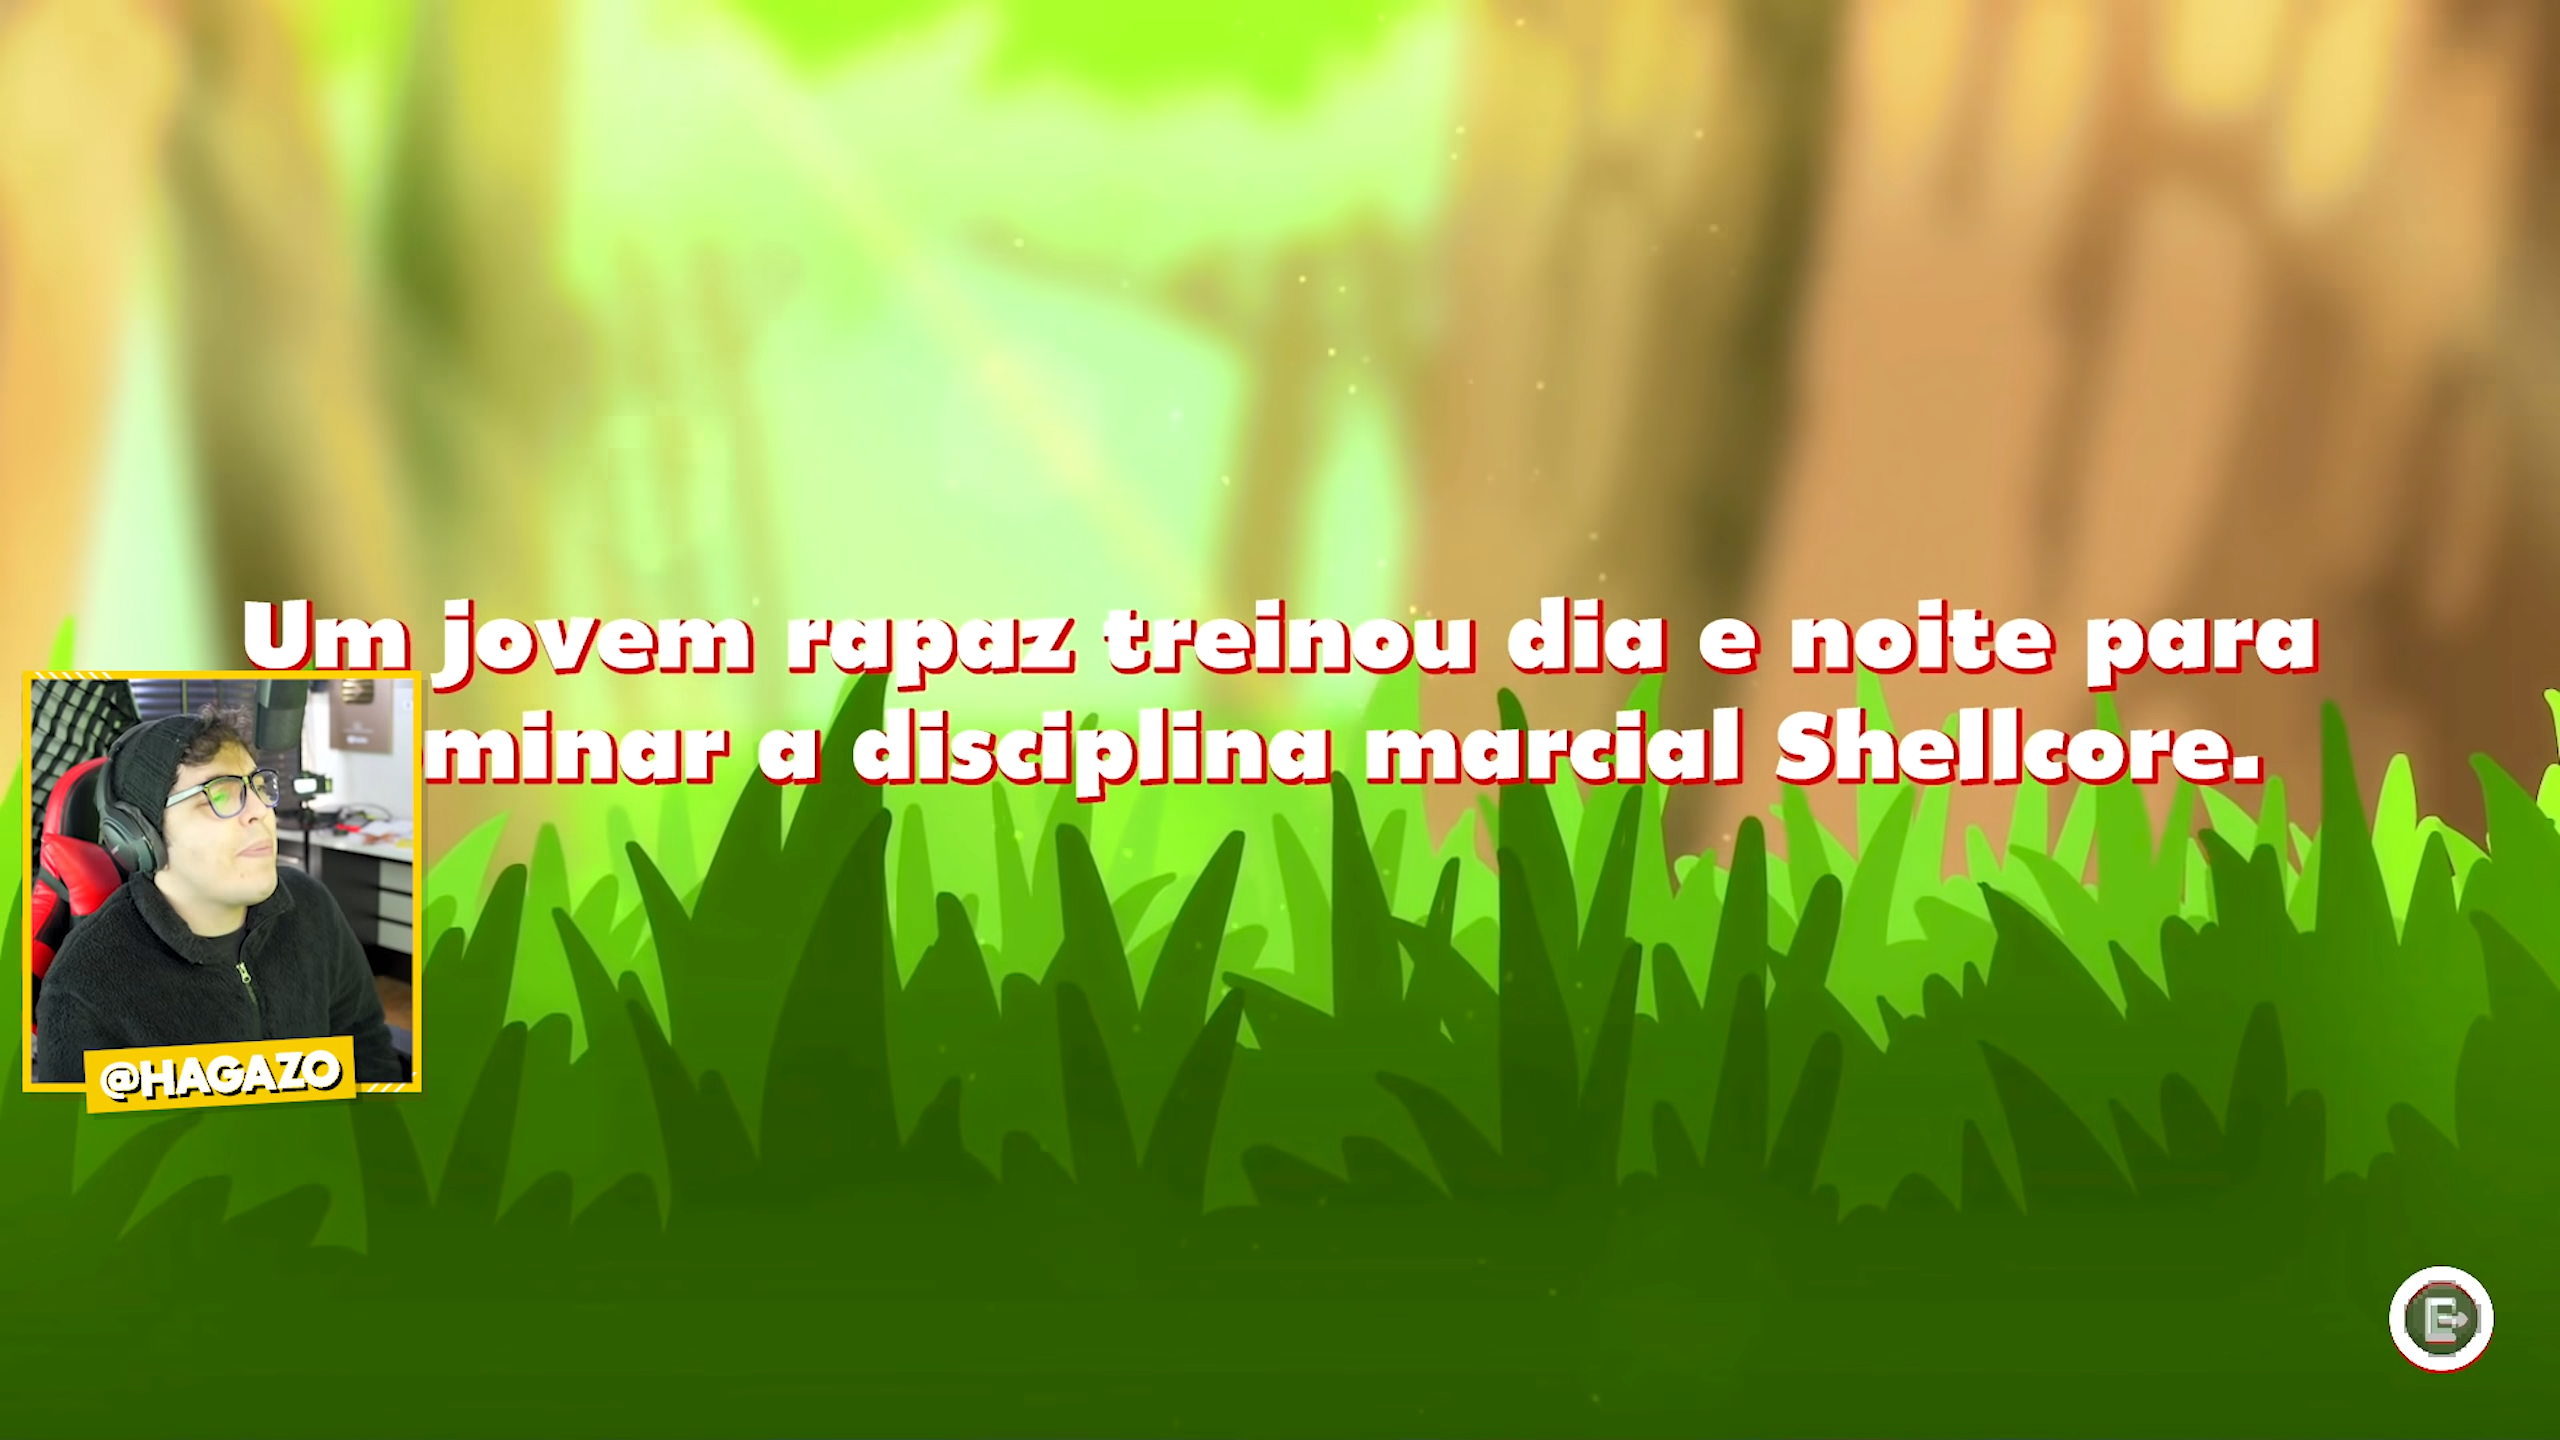 Um jovem rapaz treinou dia e noite para
minar a disciplina marcial Shellcore.
@HAGAZO
E